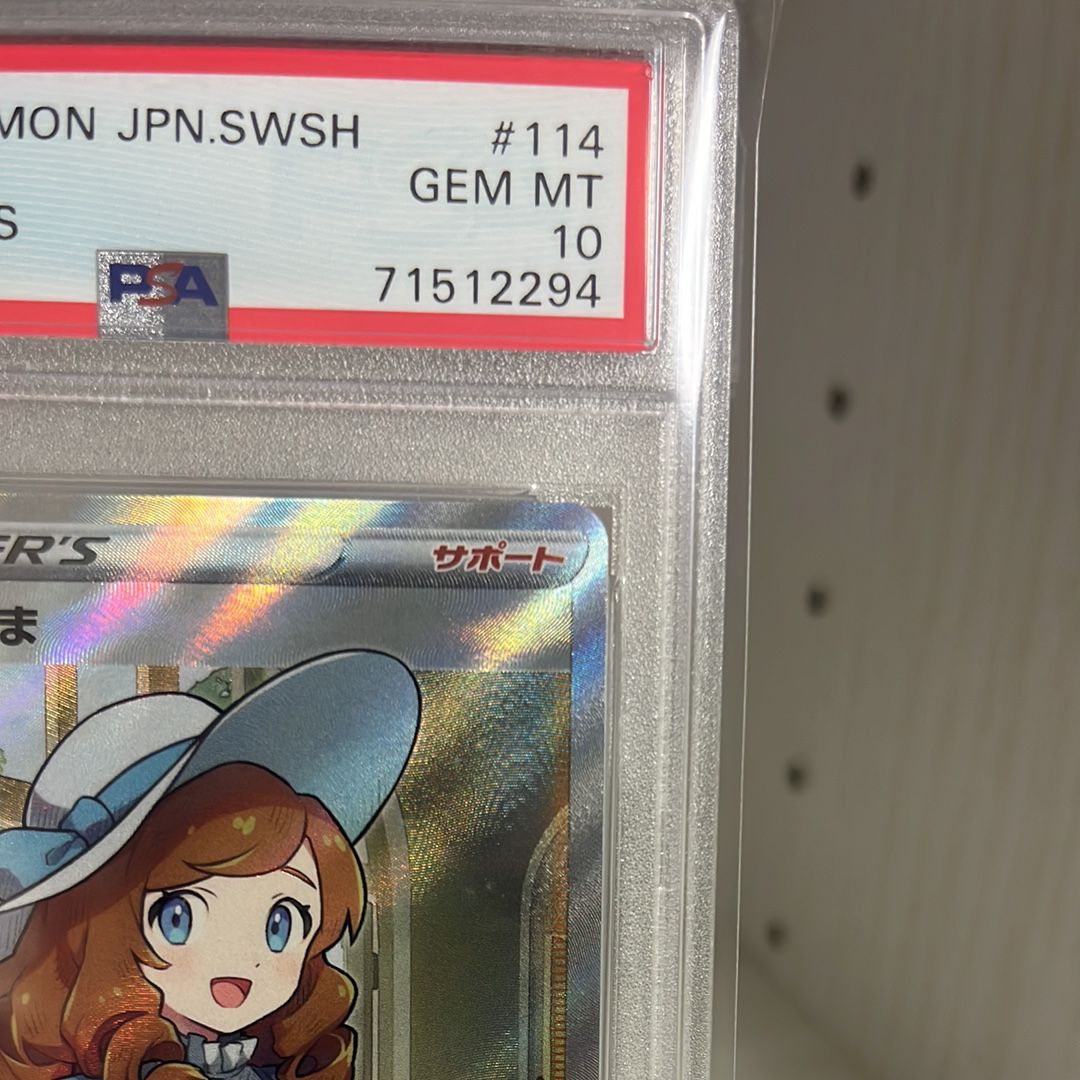 MON JPN.SWSH #114
GEM MT
S 10
PSA 71512294
ER'S サポート
ま